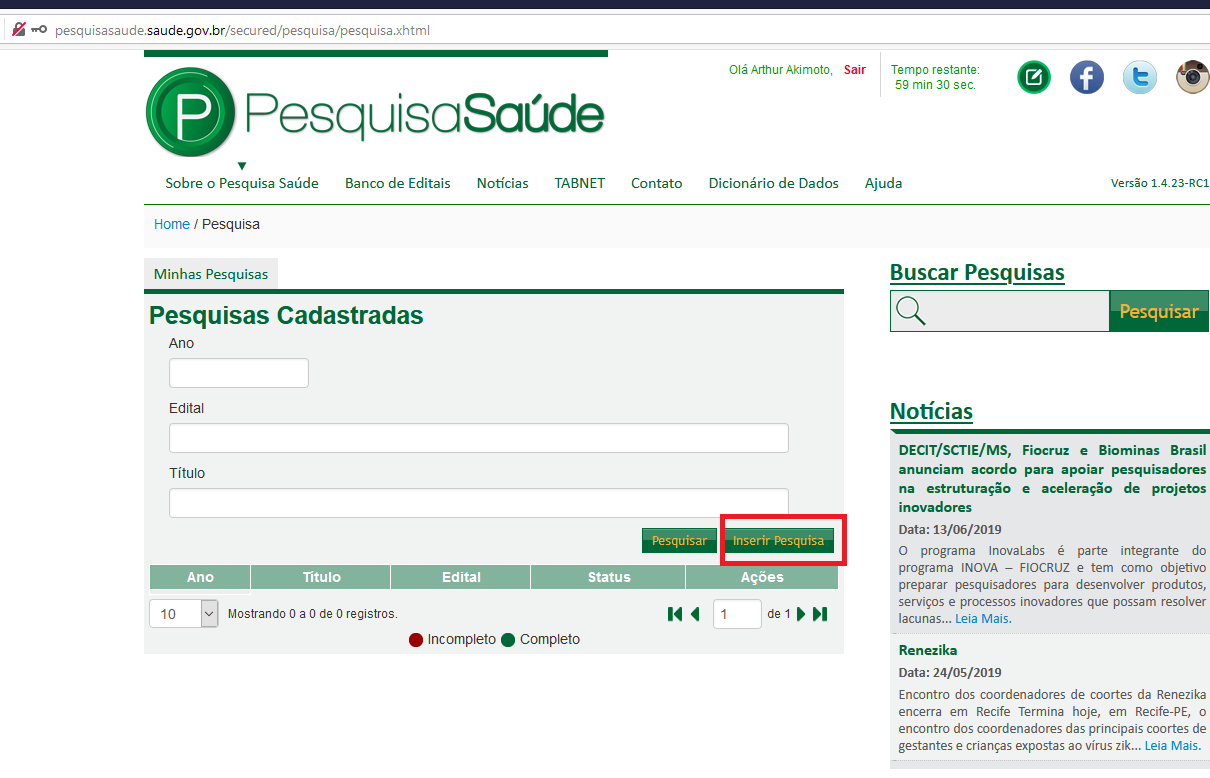 pesquisasaude.saude.gov.br/secured/pesquisa/pesquisa.xhtml
Olá Arthur Akimoto, Sair
Tempo restante:
59 min 30 sec.
P PesquisaSaúde
Sobre o Pesquisa Saúde Banco de Editais Notícias TABNET Contato Dicionário de Dados Ajuda
Versão 1.4.23-RC1
Home / Pesquisa
Minhas Pesquisas
Pesquisas Cadastradas
Ano
Edital
Título
Pesquisar Inserir Pesquisa
Ano Título Edital Status Ações
10 Mostrando 0 a 0 de 0 registros. 1 de 1
Incompleto Completo
Buscar Pesquisas
Pesquisar
Notícias
DECIT/SCTIE/MS, Fiocruz e Biominas Brasil
anunciam acordo para apoiar pesquisadores
na estruturação e aceleração de projetos
inovadores
Data: 13/06/2019
O programa InovaLabs é parte integrante do
programa INOVA – FIOCRUZ e tem como objetivo
preparar pesquisadores para desenvolver produtos,
serviços e processos inovadores que possam resolver
lacunas... Leia Mais.
Renezika
Data: 24/05/2019
Encontro dos coordenadores de coortes da Renezika
encerra em Recife Termina hoje, em Recife-PE, o
encontro dos coordenadores das principais coortes de
gestantes e crianças expostas ao vírus zik... Leia Mais.